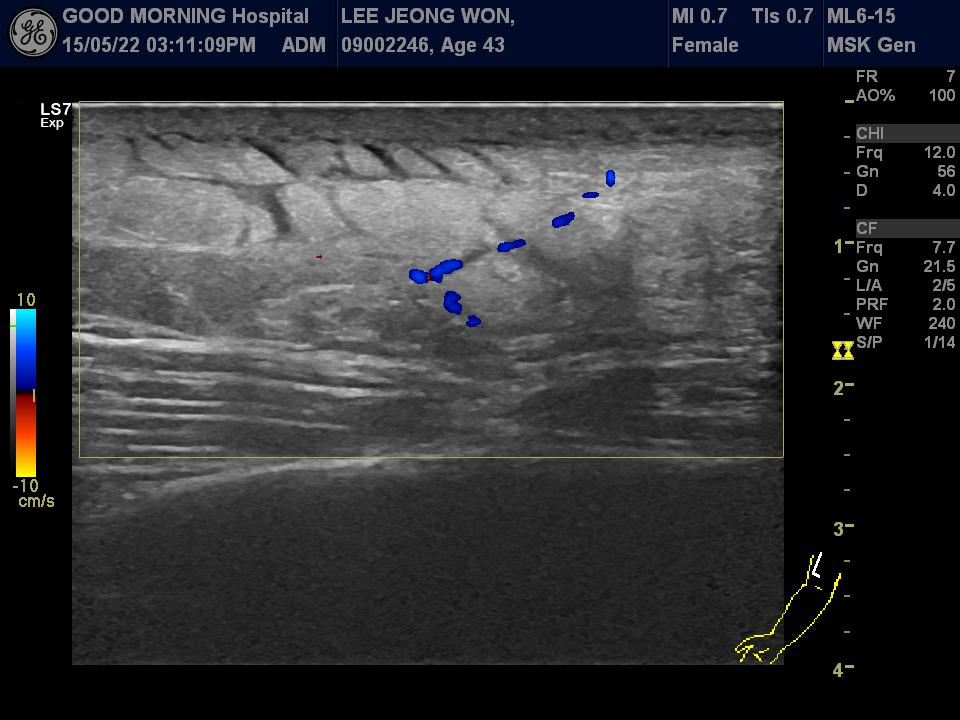 GE
GOOD MORNING Hospital
15/05/22 03:11:09PM ADM
LEE JEONG WON,
09002246, Age 43
MI 0.7 TIs 0.7
Female
ML6-15
MSK Gen
FR 7
AO% 100
CHI
Frq 12.0
Gn 56
D 4.0
CF
Frq 7.7
Gn 21.5
L/A 2/5
PRF 2.0
WF 240
S/P 1/14
LS7
Exp
10
-10
cm/s
1
2
3
4